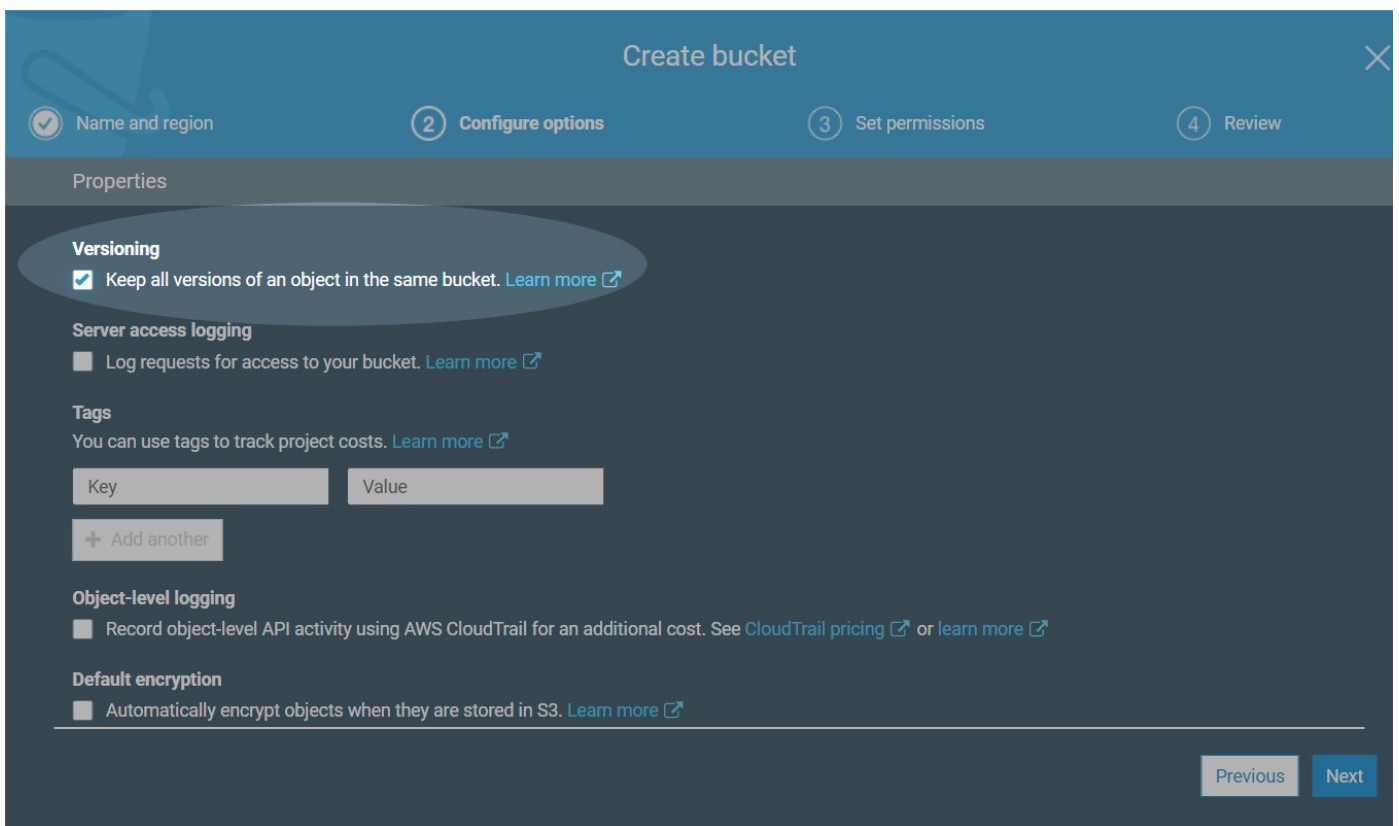 Create bucket
Name and region
2 Configure options
3 Set permissions
4 Review
Properties
Versioning
Keep all versions of an object in the same bucket. Learn more
Server access logging
Log requests for access to your bucket. Learn more
Tags
You can use tags to track project costs. Learn more
Key Value
+ Add another
Object-level logging
Record object-level API activity using AWS CloudTrail for an additional cost. See CloudTrail pricing or learn more
Default encryption
Automatically encrypt objects when they are stored in S3. Learn more
Previous Next